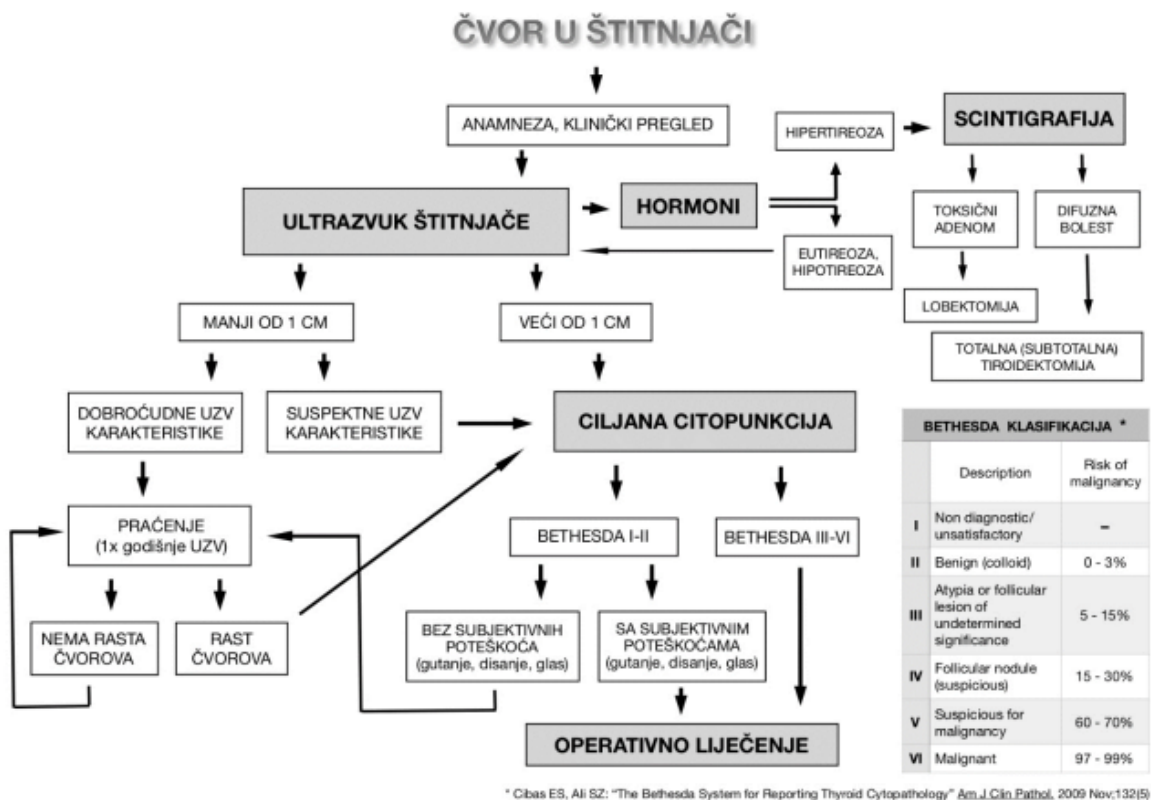 ČVOR U ŠTITNJAČI
ANAMNEZA, KLINIČKI PREGLED
HIPERTIREOZA
SCINTIGRAFIJA
ULTRAZVUK ŠTITNJAČE
HORMONI
TOKSIČNI
ADENOM
DIFUZNA
BOLEST
EUTIREOZA,
HIPOTIREOZA
LOBEKTOMIJA
TOTALNA (SUBTOTALNA)
TIROIDEKTOMIJA
MANJI OD 1 CM
VEĆI OD 1 CM
DOBROĆUDNE UZV
KARAKTERISTIKE
SUSPEKTNE UZV
KARAKTERISTIKE
CILJANA CITOPUNKCIJA
PRAĆENJE
(1x godišnje UZV)
BETHESDA I-II
BETHESDA III-VI
NEMA RASTA
ČVOROVA
RAST
ČVOROVA
BEZ SUBJEKTIVNIH
POTEŠKOĆA
(gutanje, disanje, glas)
SA SUBJEKTIVNIM
POTEŠKOĆAMA
(gutanje, disanje, glas)
OPERATIVNO LIJEČENJE
BETHESDA KLASIFIKACIJA *
Description
Risk of
malignancy
I Non diagnostic/
unsatisfactory
–
II Benign (colloid) 0 - 3%
III Atypia or follicular
lesion of
undetermined
significance
5 - 15%
IV Follicular nodule
(suspicious)
15 - 30%
V Suspicious for
malignancy
60 - 70%
VI Malignant 97 - 99%
* Cibas ES, Ali SZ: "The Bethesda System for Reporting Thyroid Cytopathology" Am J Clin Pathol. 2009 Nov;132(5)